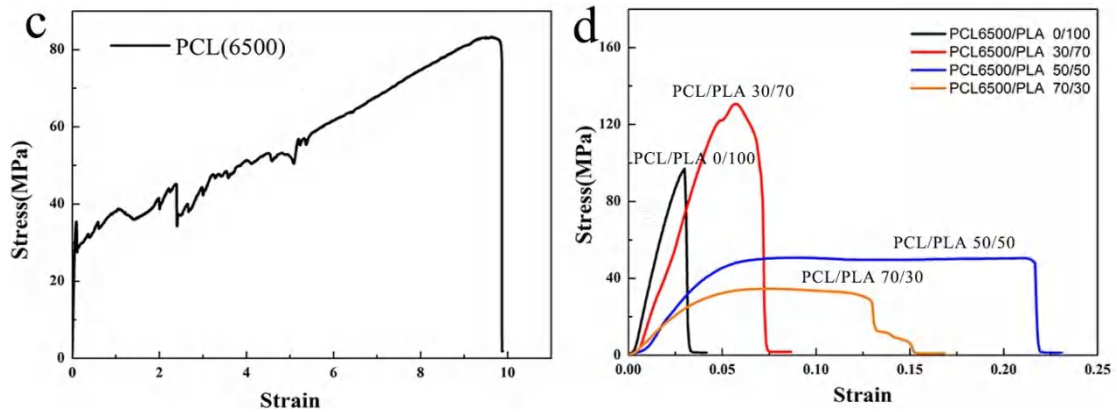 c
PCL(6500)
80
60
40
20
0
Stress(MPa)
0 2 4 6 8 10
Strain
d
PCL6500/PLA 0/100
PCL6500/PLA 30/70
PCL6500/PLA 50/50
PCL6500/PLA 70/30
PCL/PLA 30/70
PCL/PLA 0/100
PCL/PLA 50/50
PCL/PLA 70/30
160
120
80
40
0
Stress(MPa)
0.00 0.05 0.10 0.15 0.20 0.25
Strain